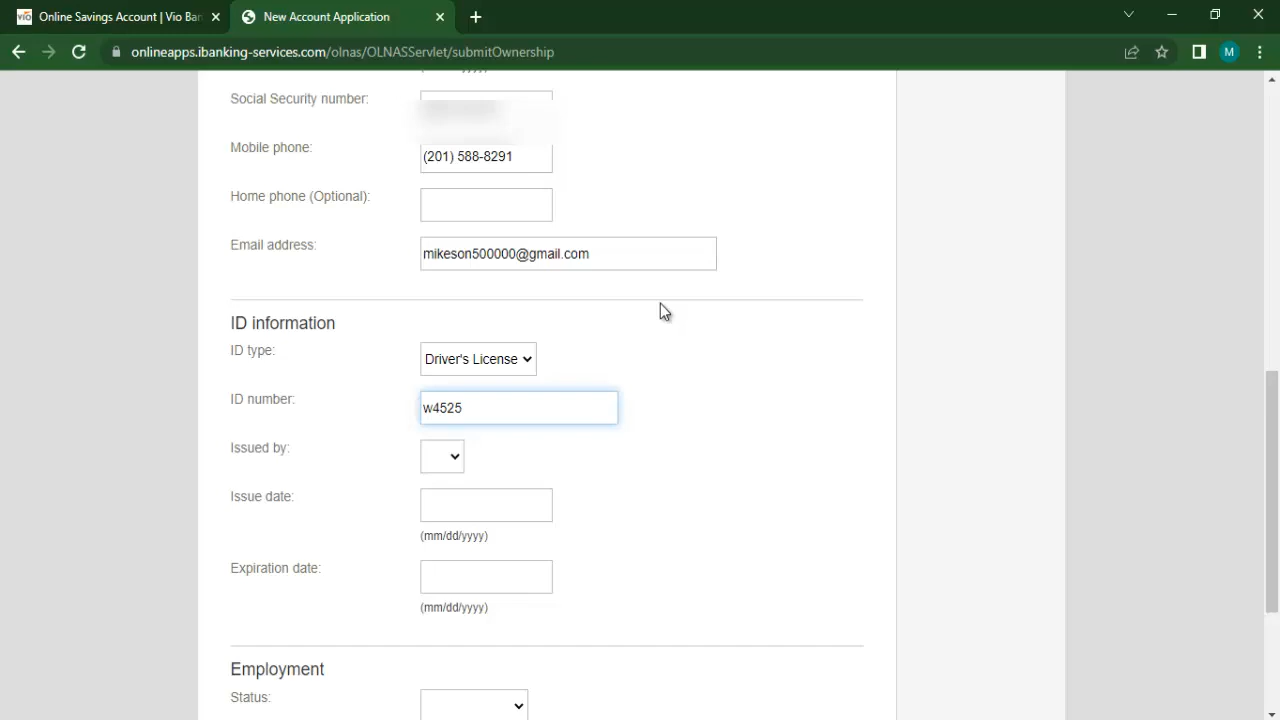 Online Savings Account | Vio Ban
New Account Application
onlineapps.ibanking-services.com/olnas/OLNASServlet/submitOwnership
M
Social Security number:
Mobile phone:
(201) 588-8291
Home phone (Optional):
Email address:
mikeson500000@gmail.com
ID information
ID type:
Driver's License
ID number:
w4525
Issued by:
Issue date:
(mm/dd/yyyy)
Expiration date:
(mm/dd/yyyy)
Employment
Status: